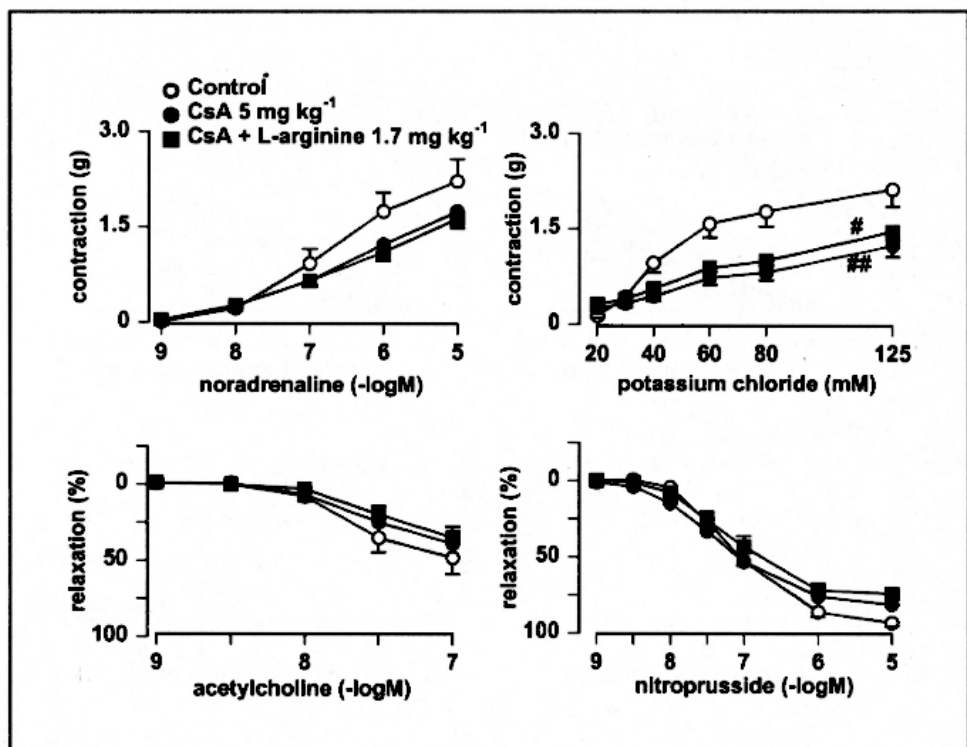 Control
CsA 5 mg kg-1
CsA + L-arginine 1.7 mg kg-1
3.0
1.5
0
contraction (g)
9 8 7 6 5
noradrenaline (-logM)
3.0
1.5
0
contraction (g)
#
##
20 40 60 80 125
potassium chloride (mM)
0
50
100
relaxation (%)
9 8 7
acetylcholine (-logM)
0
50
100
relaxation (%)
9 8 7 6 5
nitroprusside (-logM)